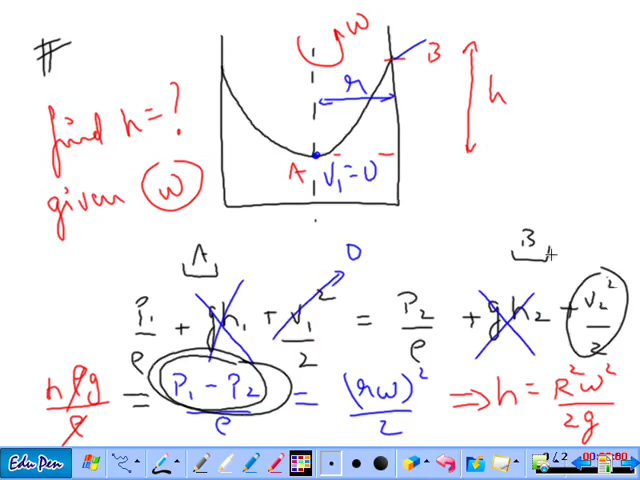 # ω
B
r
h
find h = ?
A V₁ = 0
given ω
A B
0
P₁/ρ + gh₁ + V₁²/2 = P₂/ρ + gh₂ + V₂²/2
hρg/ρ = P₁ - P₂/ρ = (rω)²/2 ⇒ h = R²ω²/2g
Edu Pen